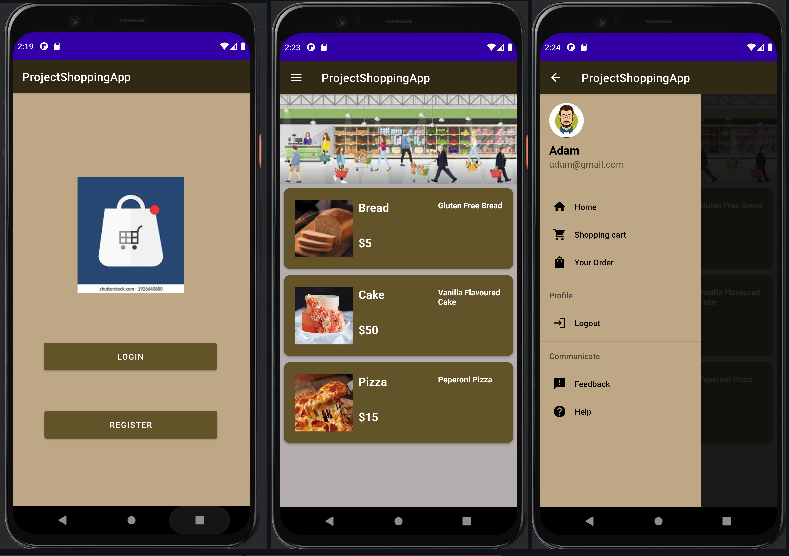 2:19
ProjectShoppingApp
shutterstock.com · 1926640880
LOGIN
REGISTER
2:23
ProjectShoppingApp
Bread
Gluten Free Bread
$5
Cake
Vanilla Flavoured
Cake
$50
Pizza
Peperoni Pizza
$15
2:24
ProjectShoppingApp
Adam
adam@gmail.com
Home
Shopping cart
Your Order
Profile
Logout
Communicate
Feedback
Help
Gluten Free Bread
Vanilla Flavoured
Cake
Peperoni Pizza